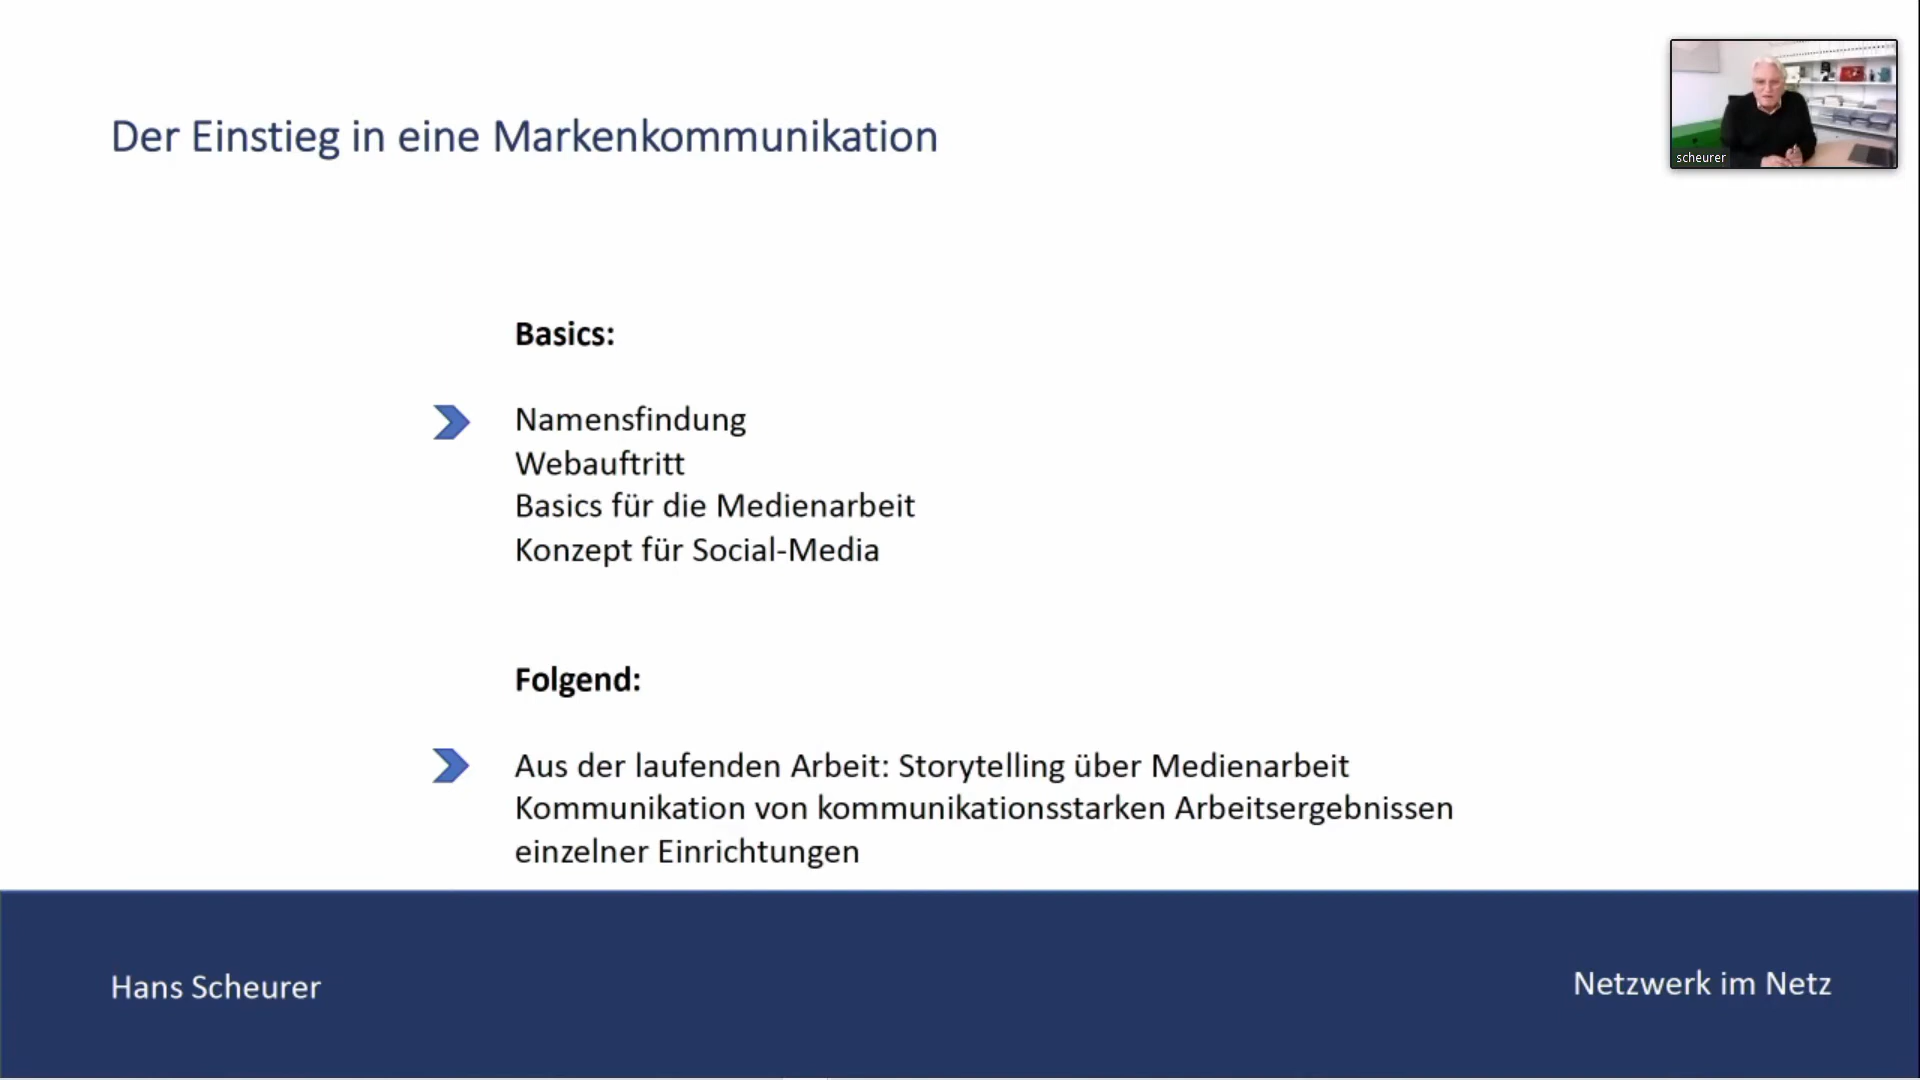 Der Einstieg in eine Markenkommunikation
scheurer
Basics:
Namensfindung
Webauftritt
Basics für die Medienarbeit
Konzept für Social-Media
Folgend:
Aus der laufenden Arbeit: Storytelling über Medienarbeit
Kommunikation von kommunikationsstarken Arbeitsergebnissen
einzelner Einrichtungen
Hans Scheurer
Netzwerk im Netz